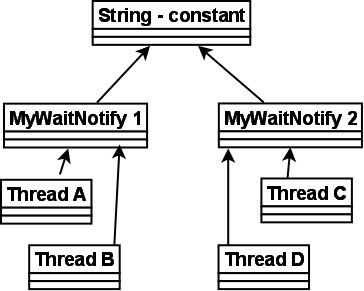 String - constant
MyWaitNotify 1
MyWaitNotify 2
Thread A
Thread C
Thread B
Thread D